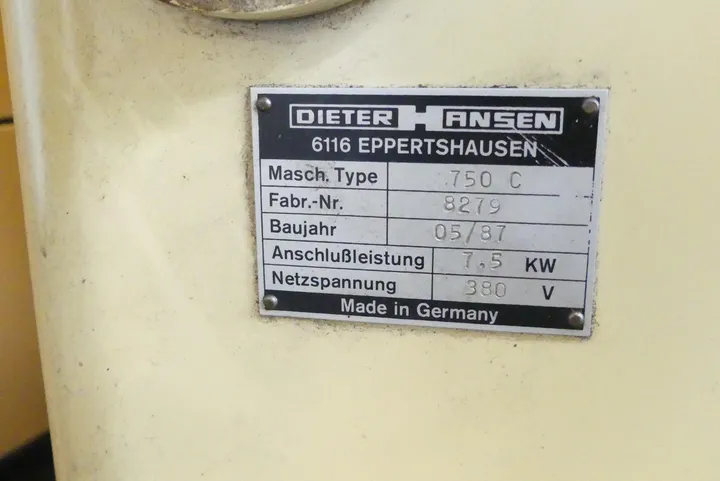 DIETER HANSEN
6116 EPPERTSHAUSEN
Masch. Type 750 C
Fabr.-Nr. 8279
Baujahr 05/87
Anschlußleistung 7,5 KW
Netzspannung 380 V
Made in Germany